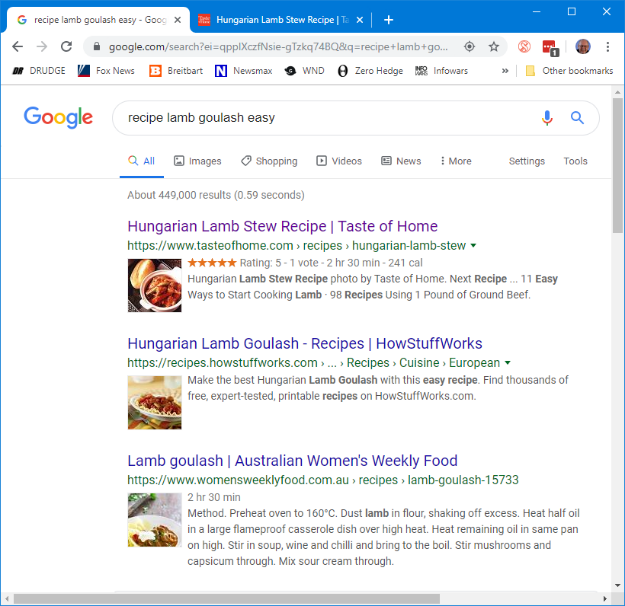 recipe lamb goulash easy - Goog
Hungarian Lamb Stew Recipe | Ta
google.com/search?ei=qpplXczfNsie-gTzkq74BQ&q=recipe+lamb+go...
1
DRUDGE
Fox News
Breitbart
Newsmax
WND
Zero Hedge
Infowars
»
Other bookmarks
Google
recipe lamb goulash easy
All
Images
Shopping
Videos
News
More
Settings
Tools
About 449,000 results (0.59 seconds)
Hungarian Lamb Stew Recipe | Taste of Home
https://www.tasteofhome.com › recipes › hungarian-lamb-stew
Rating: 5 - 1 vote - 2 hr 30 min - 241 cal
Hungarian Lamb Stew Recipe photo by Taste of Home. Next Recipe ... 11 Easy
Ways to Start Cooking Lamb · 98 Recipes Using 1 Pound of Ground Beef.
Hungarian Lamb Goulash - Recipes | HowStuffWorks
https://recipes.howstuffworks.com › ... › Recipes › Cuisine › European
Make the best Hungarian Lamb Goulash with this easy recipe. Find thousands of
free, expert-tested, printable recipes on HowStuffWorks.com.
Lamb goulash | Australian Women's Weekly Food
https://www.womensweeklyfood.com.au › recipes › lamb-goulash-15733
2 hr 30 min
Method. Preheat oven to 160°C. Dust lamb in flour, shaking off excess. Heat half oil
in a large flameproof casserole dish over high heat. Heat remaining oil in same pan
on high. Stir in soup, wine and chilli and bring to the boil. Stir mushrooms and
capsicum through. Mix sour cream through.